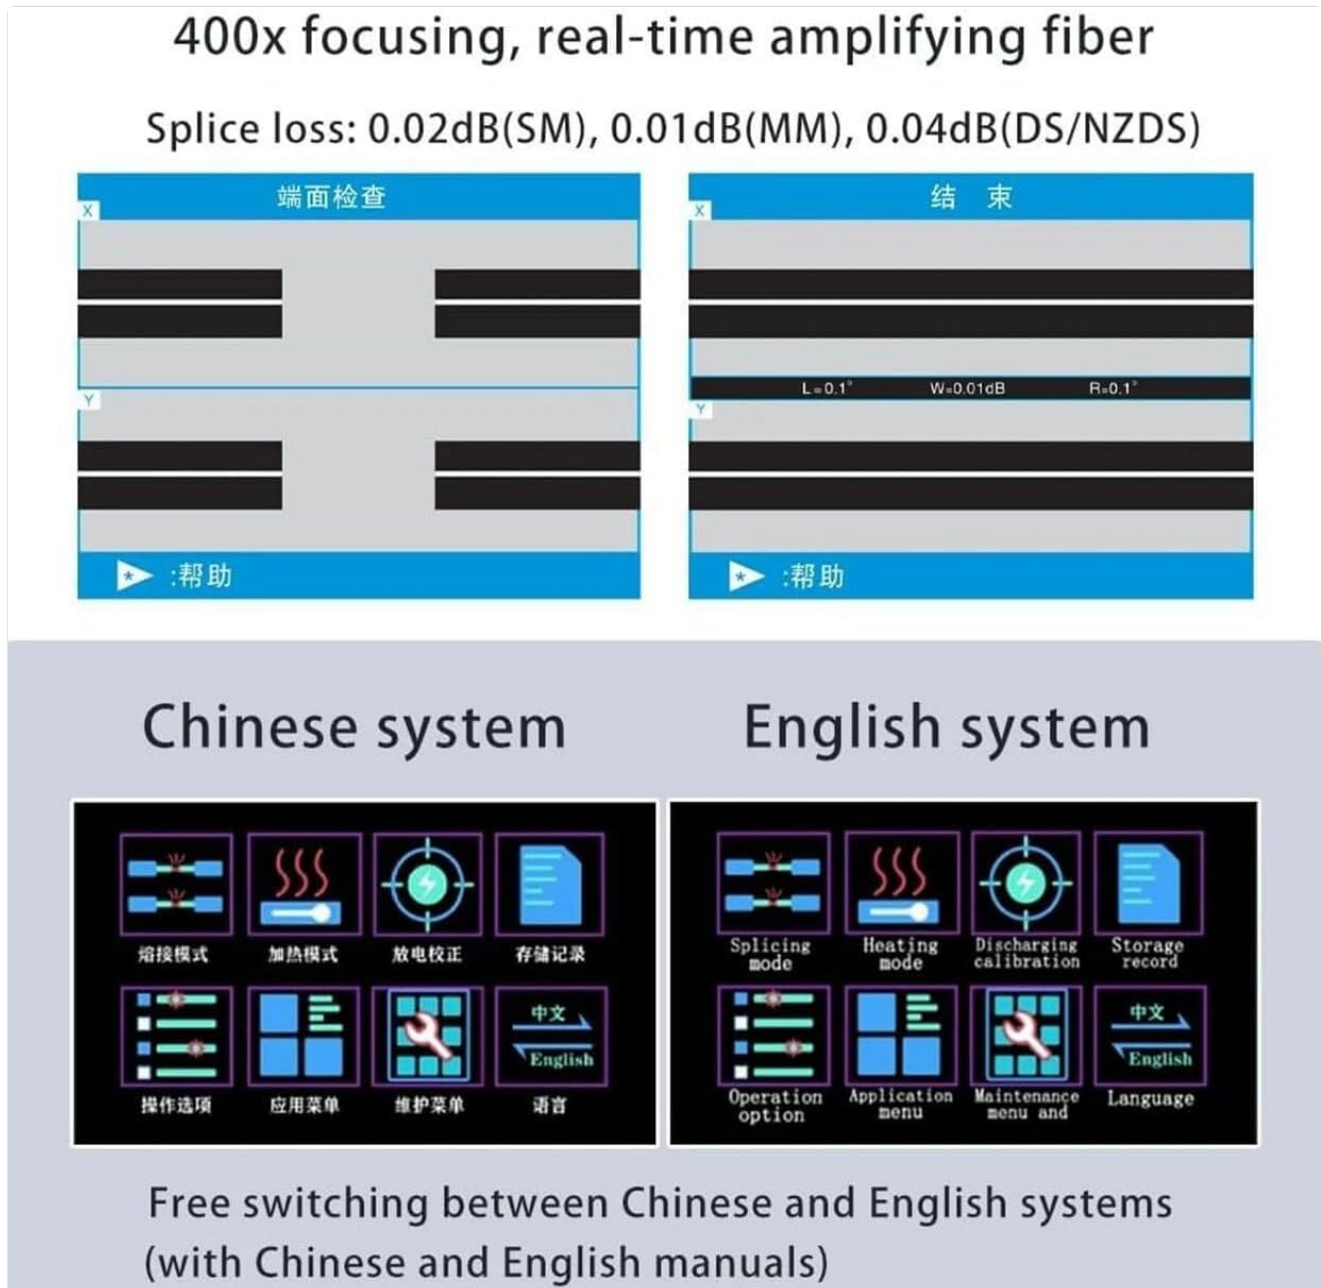 400x focusing, real-time amplifying fiber
Splice loss: 0.02dB(SM), 0.01dB(MM), 0.04dB(DS/NZDS)
端面检查
X
Y
* :帮助
结 束
X
L=0.1° W=0.01dB R=0.1°
Y
* :帮助
Chinese system
English system
熔接模式
加热模式
放电校正
存储记录
中文
English
操作选项
应用菜单
维护菜单
语言
Splicing
mode
Heating
mode
Discharging
calibration
Storage
record
中文
English
Operation
option
Application
menu
Maintenance
menu and
Language
Free switching between Chinese and English systems
(with Chinese and English manuals)